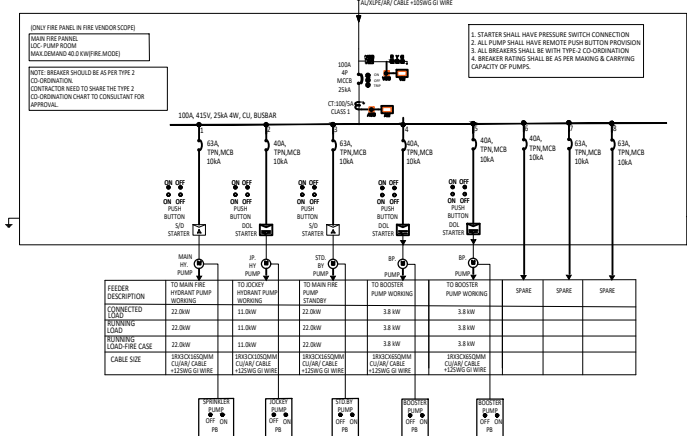 TAL/XLPE/AR/ CABLE +10SWG GI WIRE
(ONLY FIRE PANEL IN FIRE VENDOR SCOPE)
MAIN FIRE PANNEL
LOC- PUMP ROOM
MAX.DEMAND 40.0 KW(FIRE.MODE)
NOTE: BREAKER SHOULD BE AS PER TYPE 2
CO-ORDINATION.
CONTRACTOR NEED TO SHARE THE TYPE 2
CO-ORDINATION CHART TO CONSULTANT FOR
APPROVAL.
1. STARTER SHALL HAVE PRESSURE SWITCH CONNECTION
2. ALL PUMP SHALL HAVE REMOTE PUSH BUTTON PROVISION
3. ALL BREAKERS SHALL BE WITH TYPE-2 CO-ORDINATION
4. BREAKER RATING SHALL BE AS PER MAKING & CARRYING
CAPACITY OF PUMPS.
100A
4P
MCCB
25kA
ON
OFF
TRIP
CT:100/5A
CLASS 1
100A, 415V, 25kA 4W, CU, BUSBAR
1 2 3 4 5 6 7 8
63A, TPN,MCB 10kA
40A, TPN,MCB 10kA
63A, TPN,MCB 10kA
40A, TPN,MCB 10kA
40A, TPN,MCB 10kA
40A, TPN,MCB 10kA
63A, TPN,MCB 10kA
63A, TPN,MCB 10kA
ON OFF ON OFF ON OFF ON OFF ON OFF
ON OFF ON OFF ON OFF ON OFF ON OFF
PUSH PUSH PUSH PUSH PUSH
BUTTON BUTTON BUTTON BUTTON BUTTON
S/D DOL S/D DOL DOL
STARTER STARTER STARTER STARTER STARTER
MAIN JP. STD. BP. BP.
HY. HY BY
PUMP PUMP PUMP PUMP PUMP
FEEDER DESCRIPTION
TO MAIN FIRE HYDRANT PUMP WORKING
TO JOCKEY HYDRANT PUMP WORKING
TO MAIN FIRE PUMP STANDBY
TO BOOSTER PUMP WORKING
TO BOOSTER PUMP WORKING
SPARE SPARE SPARE
CONNECTED LOAD 22.0kW 11.0kW 22.0kW 3.8 kW 3.8 kW
RUNNING LOAD 22.0kW 11.0kW 22.0kW 3.8 kW 3.8 kW
RUNNING LOAD-FIRE CASE 22.0kW 11.0kW 22.0kW 3.8 kW 3.8 kW
CABLE SIZE 1RX3CX16SQMM 1RX3CX10SQMM 1RX3CX16SQMM 1RX3CX6SQMM 1RX3CX6SQMM
CU/AR/ CABLE CU/AR/ CABLE CU/AR/ CABLE CU/AR/ CABLE CU/AR/ CABLE
+12SWG GI WIRE +12SWG GI WIRE +12SWG GI WIRE +12SWG GI WIRE +12SWG GI WIRE
SPRINKLER JOCKEY STD.BY BOOSTER BOOSTER
PUMP PUMP PUMP PUMP PUMP
OFF ON OFF ON OFF ON OFF ON OFF ON
PB PB PB PB PB